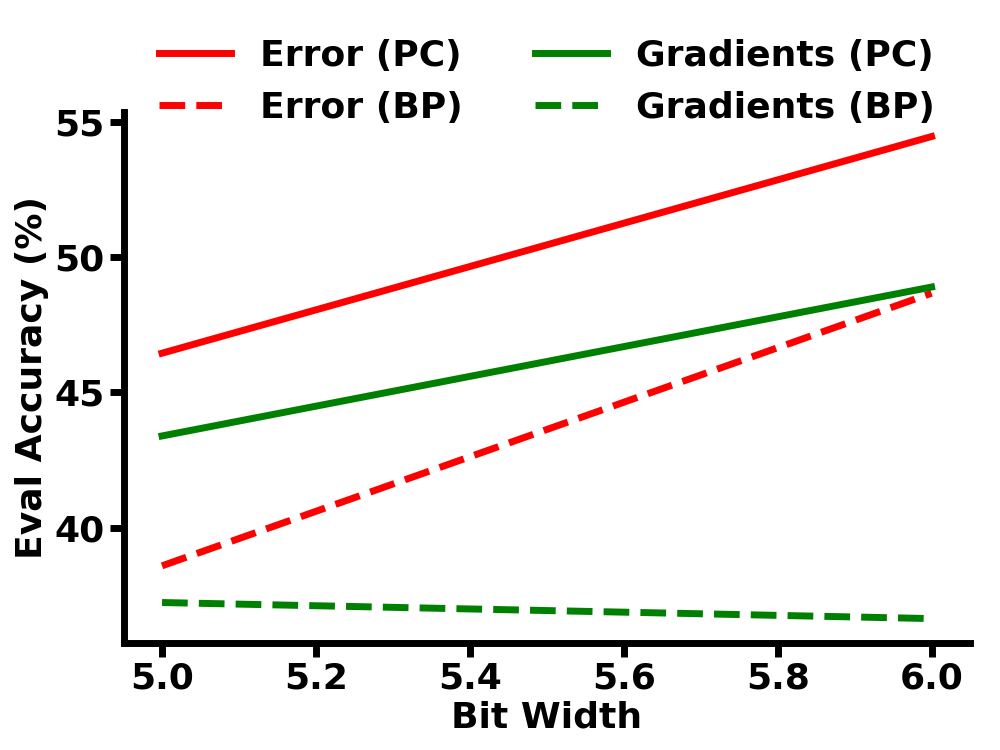 Error (PC)
Error (BP)
Gradients (PC)
Gradients (BP)
Eval Accuracy (%)
55
50
45
40
5.0 5.2 5.4 5.6 5.8 6.0
Bit Width